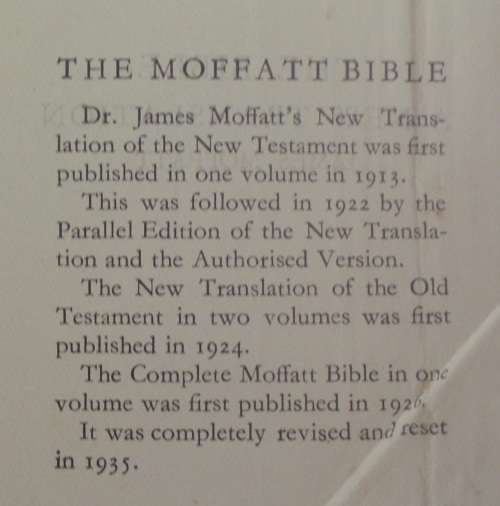 THE MOFFATT BIBLE
Dr. James Moffatt's New Trans-
lation of the New Testament was first
published in one volume in 1913.
This was followed in 1922 by the
Parallel Edition of the New Transla-
tion and the Authorised Version.
The New Translation of the Old
Testament in two volumes was first
published in 1924.
The Complete Moffatt Bible in one
volume was first published in 1926.
It was completely revised and reset
in 1935.